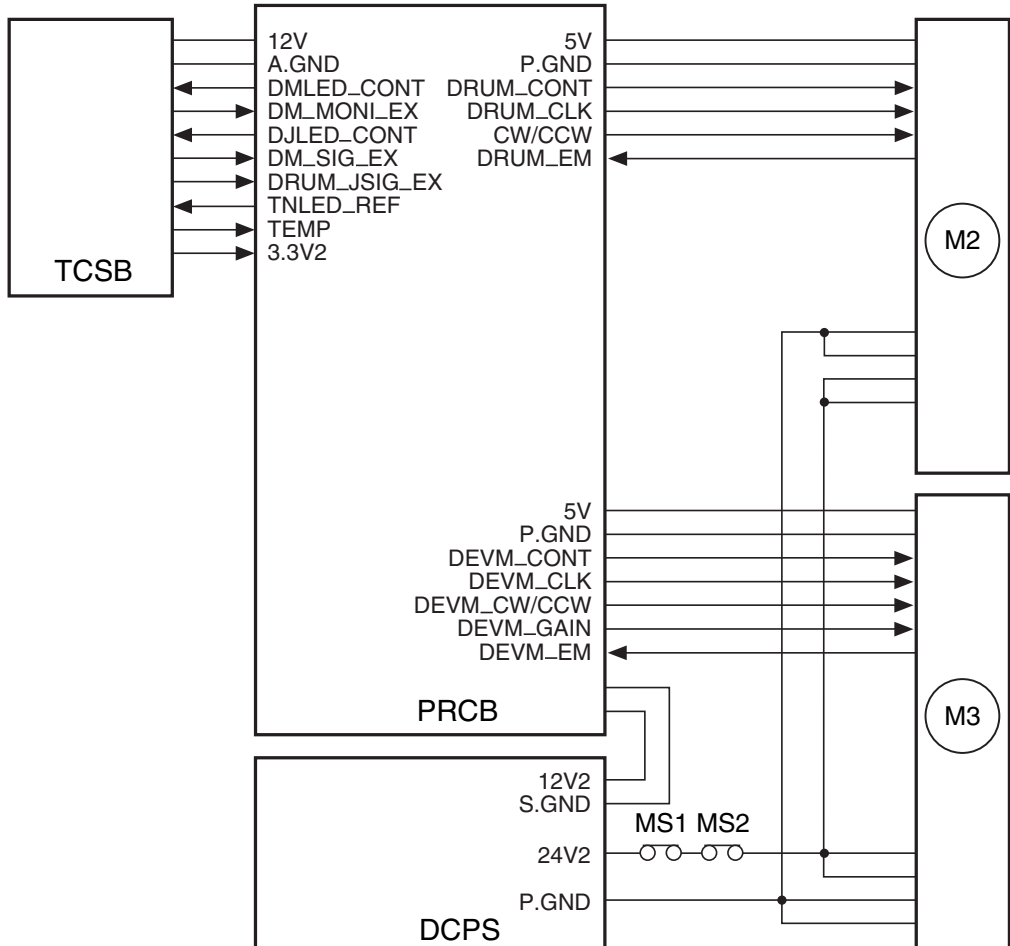 12V
A.GND
DMLED_CONT
DM_MONI_EX
DJLED_CONT
DM_SIG_EX
DRUM_JSIG_EX
TNLED_REF
TEMP
3.3V2
TCSB
5V
P.GND
DRUM_CONT
DRUM_CLK
CW/CCW
DRUM_EM
M2
5V
P.GND
DEVM_CONT
DEVM_CLK
DEVM_CW/CCW
DEVM_GAIN
DEVM_EM
PRCB
M3
12V2
S.GND
MS1 MS2
24V2
P.GND
DCPS